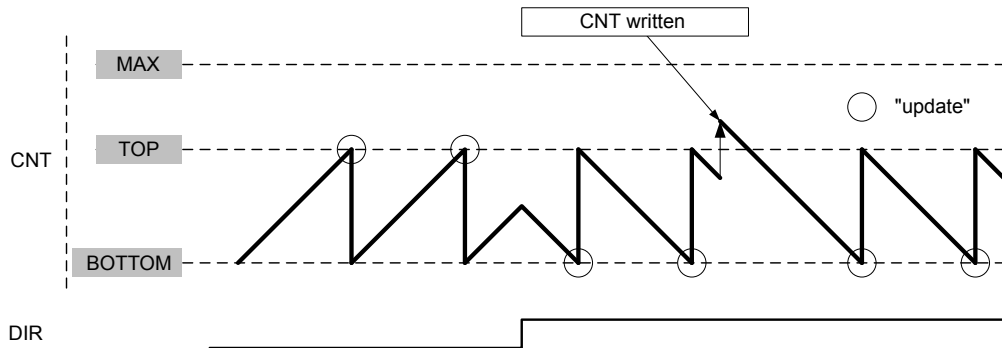 CNT written
MAX
"update"
TOP
CNT
BOTTOM
DIR